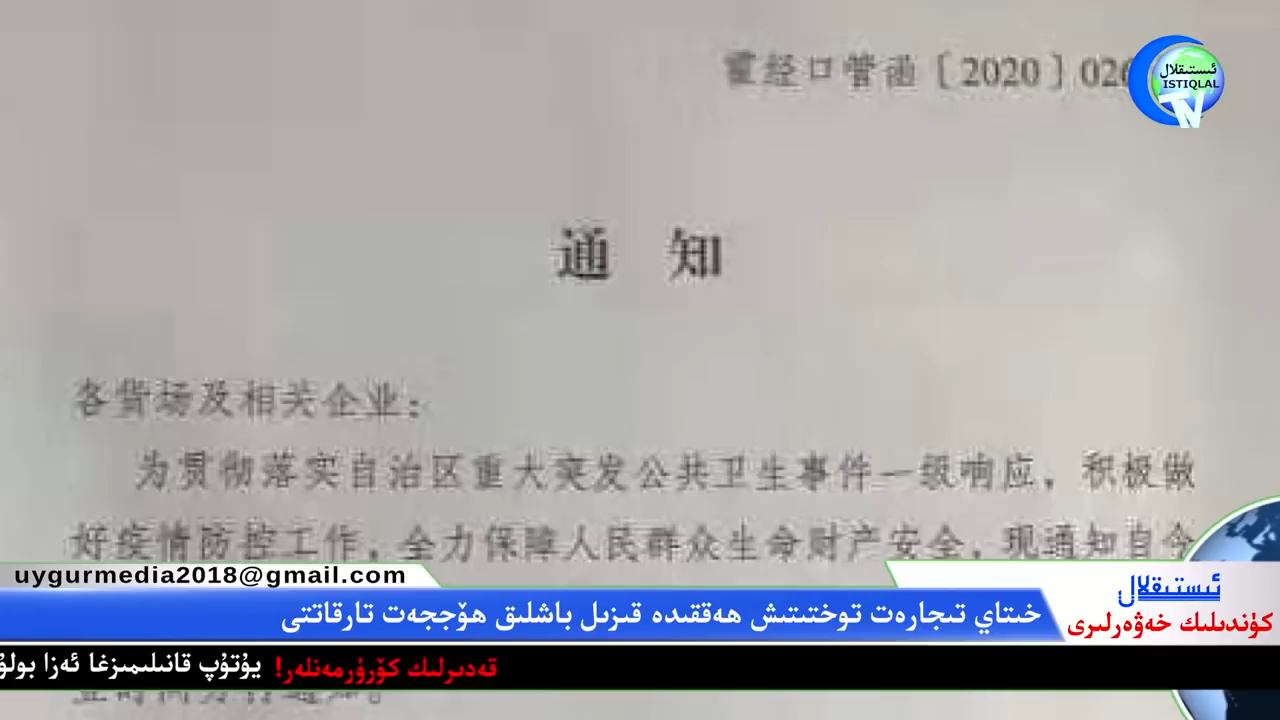 霍经口管函〔2020〕02
ئىستىقلال
ISTIQLAL
TV
通 知
各货场及相关企业：
为贯彻落实自治区重大突发公共卫生事件一级响应，积极做
好疫情防控工作，全力保障人民群众生命财产安全，现通知自今
uygurmedia2018@gmail.com
ئىستىقلال
كۈندىلىك خەۋەرلىرى
خىتاي تىجارەت توختىتىش ھەققىدە قىزىل باشلىق ھۆججەت تارقاتتى
قەدىرلىك كۆرۈرمەنلەر! يۇتۇپ قانىلىمىزغا ئەزا